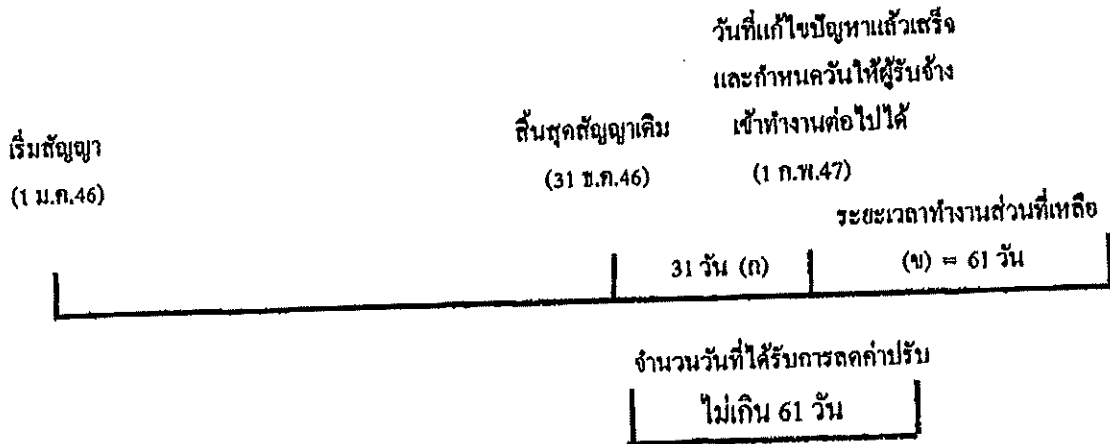 วันที่แก้ไขปัญหาแล้วเสร็จ
และกำหนดวันให้ผู้รับจ้าง
เข้าทำงานต่อไปได้
(1 ก.พ.47)
สิ้นสุดสัญญาเดิม
(31 ธ.ค.46)
เริ่มสัญญา
(1 ม.ค.46)
ระยะเวลาทำงานส่วนที่เหลือ
31 วัน (ก)
(ข) = 61 วัน
จำนวนวันที่ได้รับการลดค่าปรับ
ไม่เกิน 61 วัน